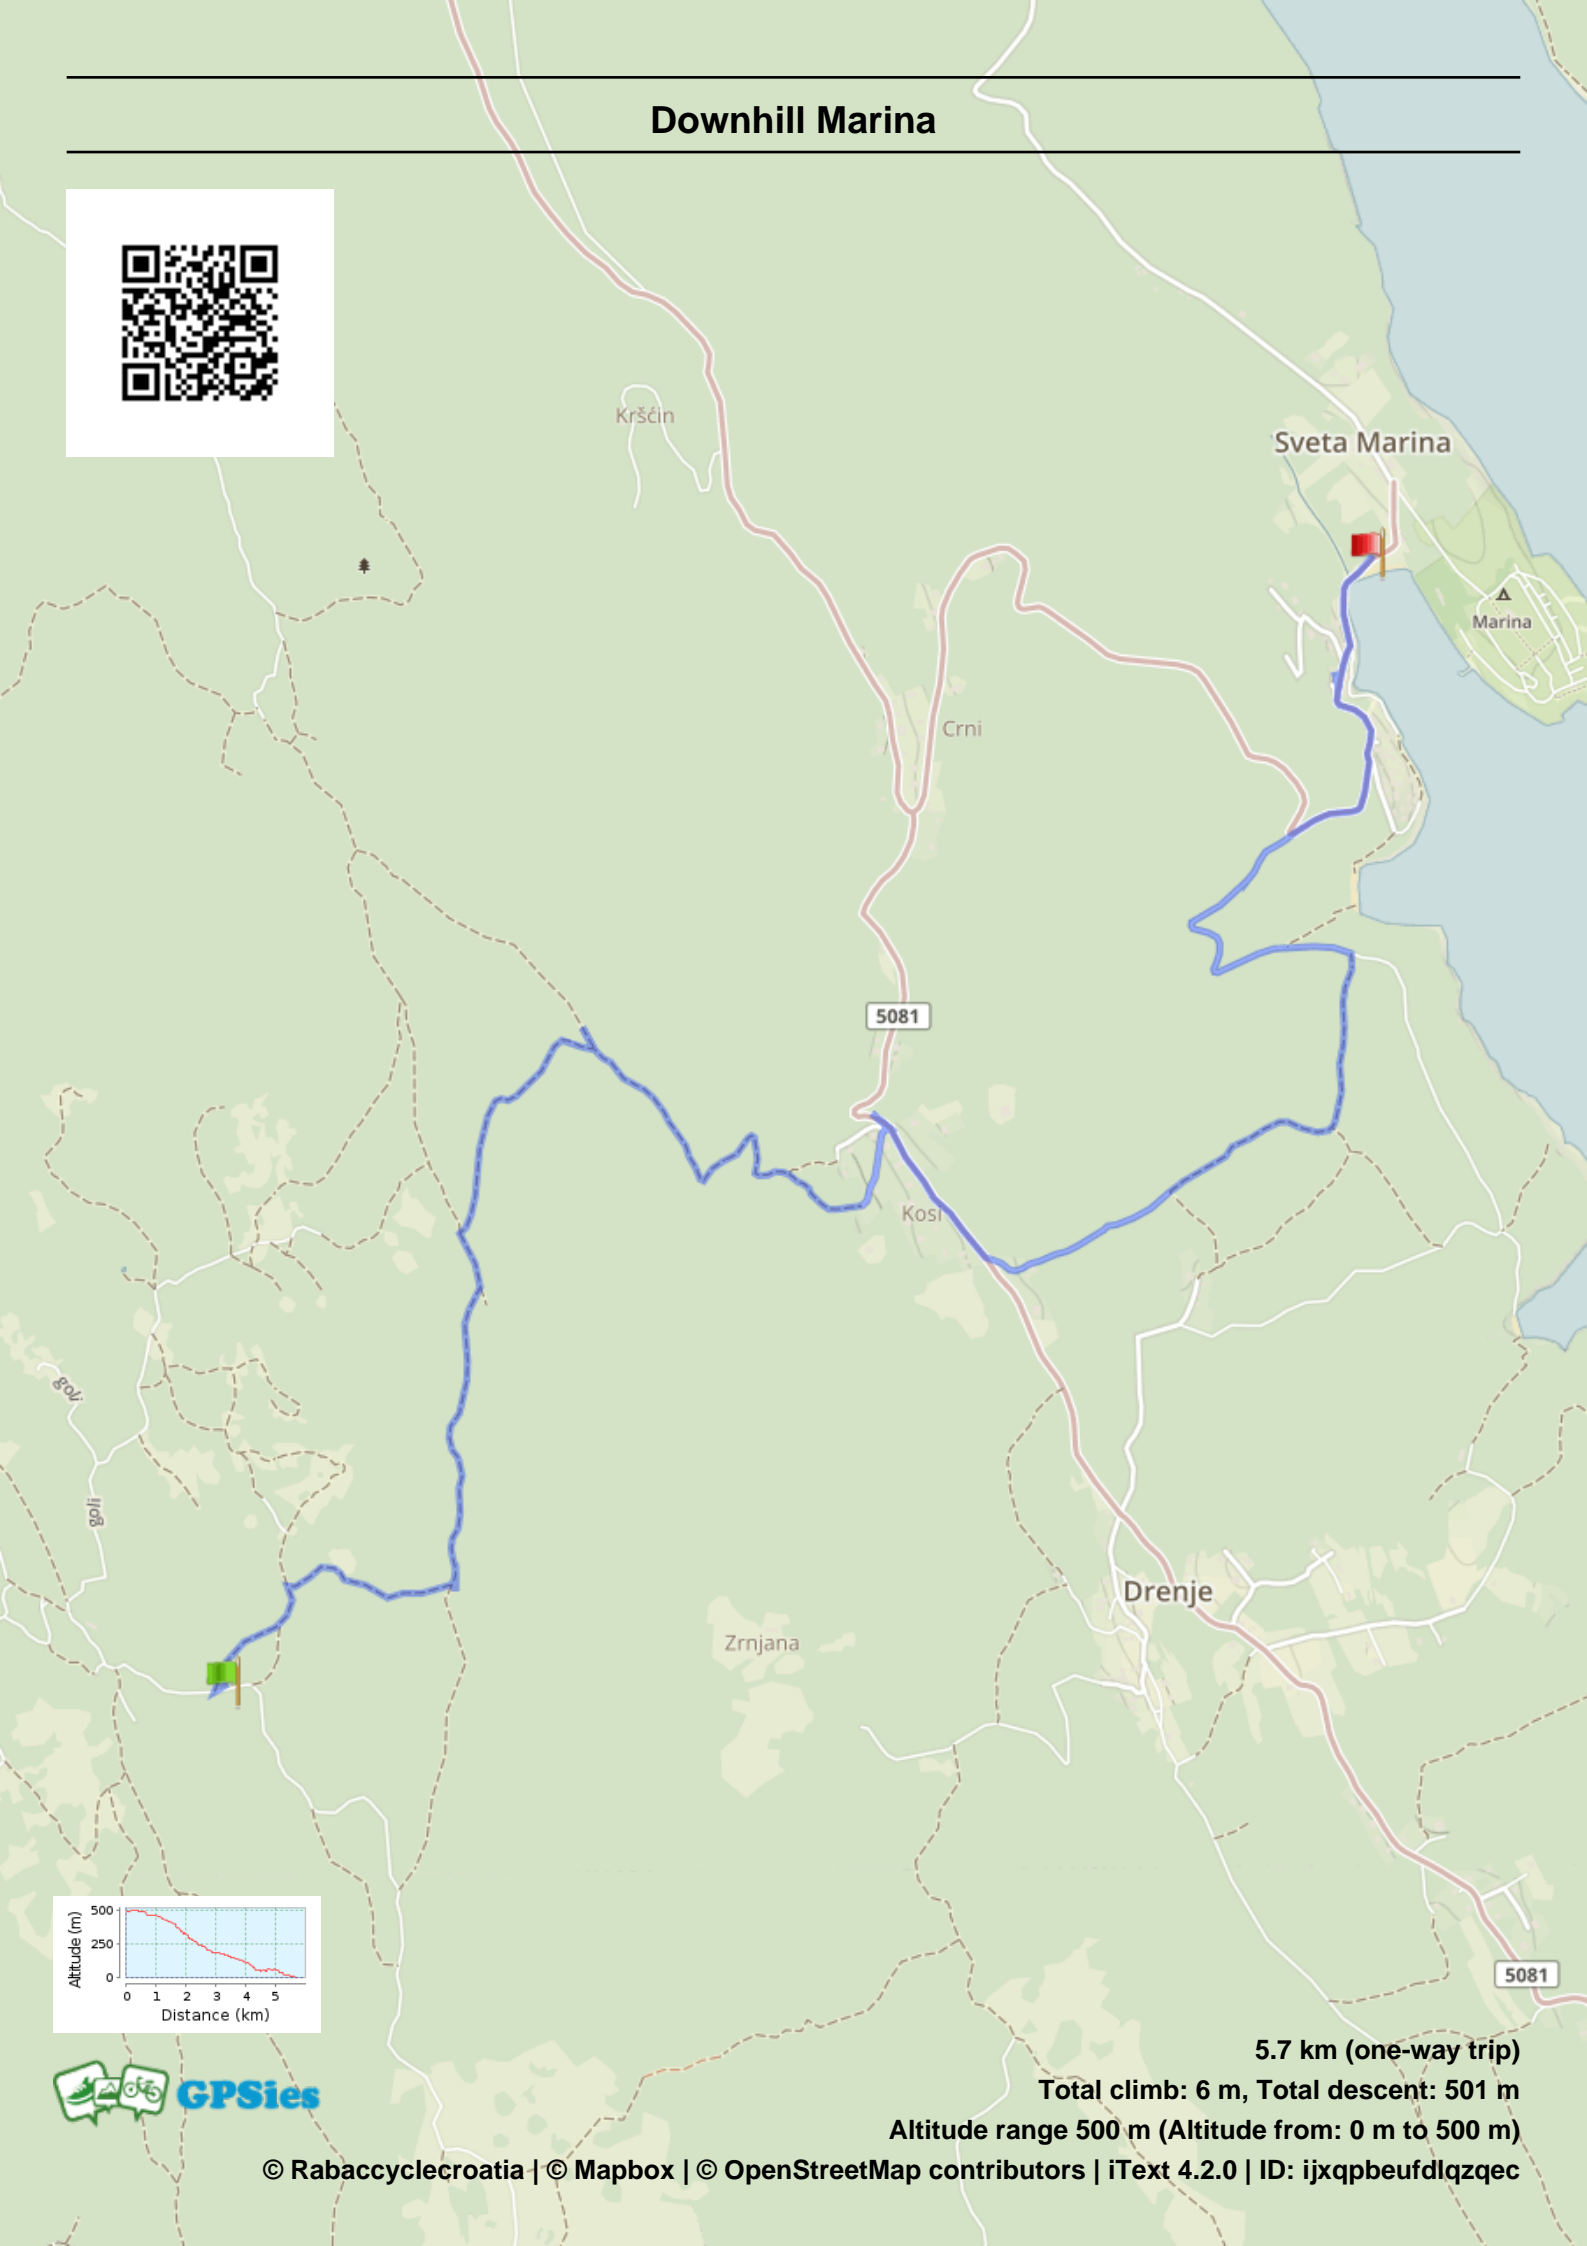 Downhill Marina
Kršćin
Sveta Marina
Marina
Crni
5081
Kosi
goli
goli
Drenje
Zrnjana
5081
Altitude (m)
500
250
0
0 1 2 3 4 5
Distance (km)
GPSies
5.7 km (one-way trip)
Total climb: 6 m, Total descent: 501 m
Altitude range 500 m (Altitude from: 0 m to 500 m)
© Rabaccyclecroatia | © Mapbox | © OpenStreetMap contributors | iText 4.2.0 | ID: ijxqpbeufdlqzqec